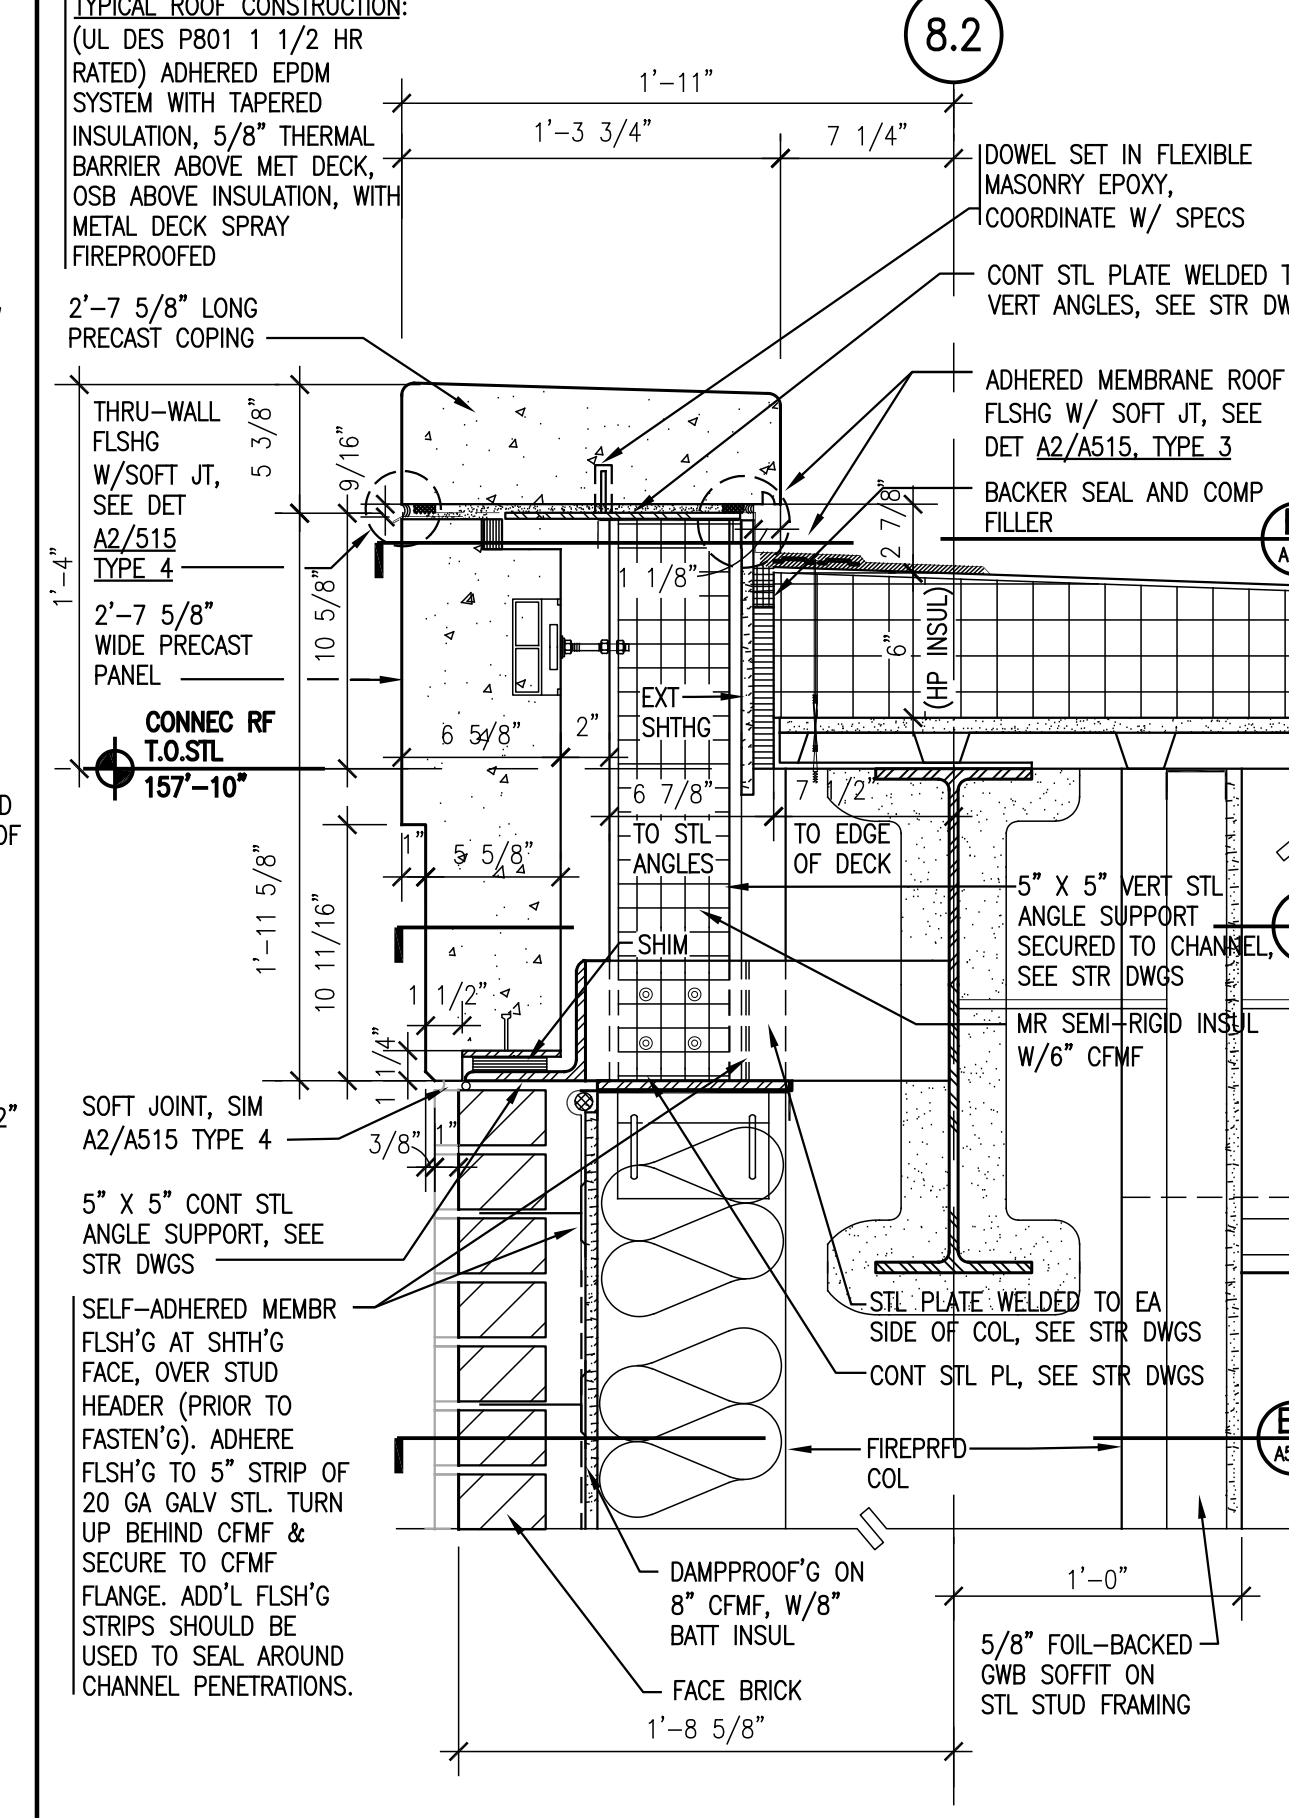 TYPICAL ROOF CONSTRUCTION:
(UL DES P801 1 1/2 HR
RATED) ADHERED EPDM
SYSTEM WITH TAPERED
INSULATION, 5/8" THERMAL
BARRIER ABOVE MET DECK,
OSB ABOVE INSULATION, WITH
METAL DECK SPRAY
FIREPROOFED
8.2
1'-11"
1'-3 3/4"
7 1/4"
DOWEL SET IN FLEXIBLE
MASONRY EPOXY,
COORDINATE W/ SPECS
CONT STL PLATE WELDED
VERT ANGLES, SEE STR
2'-7 5/8" LONG
PRECAST COPING
ADHERED MEMBRANE ROOF
FLSHG W/ SOFT JT, SEE
DET A2/A515, TYPE 3
BACKER SEAL AND COMP
FILLER
THRU-WALL
FLSHG
W/SOFT JT,
SEE DET
A2/515
TYPE 4
5 3/8"
9/16"
1'-4"
10 5/8"
2 7/8"
1 1/8"
6"
(HP INSUL)
2'-7 5/8"
WIDE PRECAST
PANEL
CONNEC RF
T.O.STL
157'-10"
EXT
SHTHG
6 5/8"
2"
6 7/8"
7 1/2"
TO STL
ANGLES
TO EDGE
OF DECK
1"
5 5/8"
1'-11 5/8"
10 11/16"
5" X 5" VERT STL
ANGLE SUPPORT
SECURED TO CHANNEL,
SEE STR DWGS
SHIM
1 1/2"
1 1/4"
MR SEMI-RIGID INSUL
W/6" CFMF
SOFT JOINT, SIM
A2/A515 TYPE 4
3/8"
1"
5" X 5" CONT STL
ANGLE SUPPORT, SEE
STR DWGS
SELF-ADHERED MEMBR
FLSH'G AT SHTH'G
FACE, OVER STUD
HEADER (PRIOR TO
FASTEN'G). ADHERE
FLSH'G TO 5" STRIP OF
20 GA GALV STL. TURN
UP BEHIND CFMF &
SECURE TO CFMF
FLANGE. ADD'L FLSH'G
STRIPS SHOULD BE
USED TO SEAL AROUND
CHANNEL PENETRATIONS.
STL PLATE WELDED TO EA
SIDE OF COL, SEE STR DWGS
CONT STL PL, SEE STR DWGS
FIREPRFD
COL
DAMPPROOF'G ON
8" CFMF, W/8"
BATT INSUL
1'-0"
5/8" FOIL-BACKED
GWB SOFFIT ON
STL STUD FRAMING
FACE BRICK
1'-8 5/8"